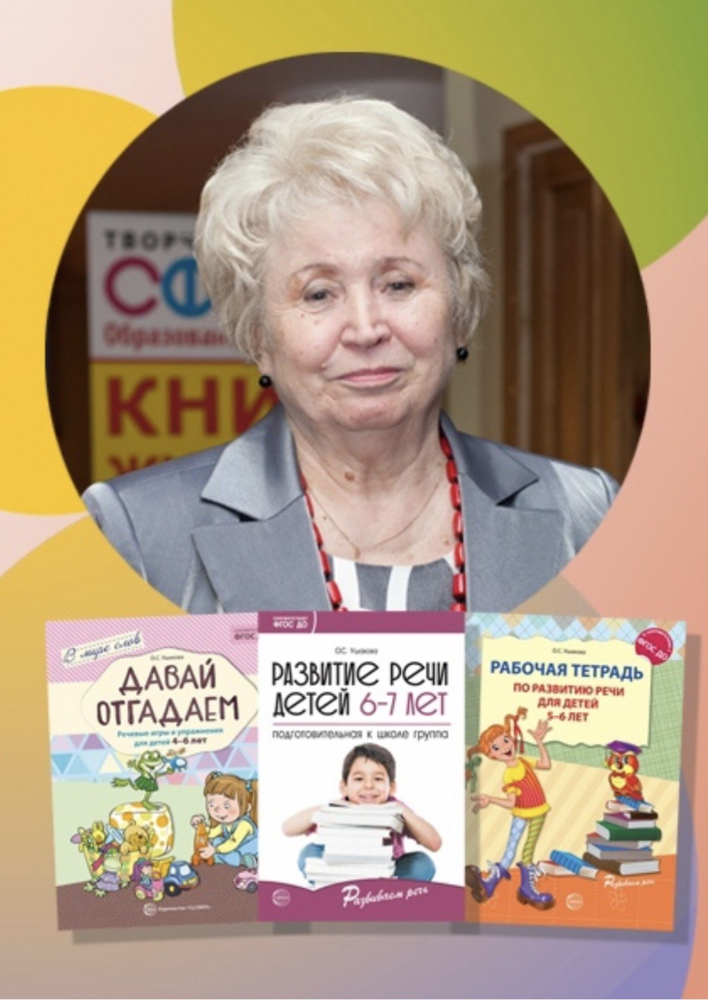 ТВОРЧ
СФ
Образован
КНИ
В мире слов
О.С. Ушакова
ДАВАЙ
ОТГАДАЕМ
Речевые игры и упражнения
для детей 4–6 лет
ФГОС
ФГОС ДО
О.С. Ушакова
РАЗВИТИЕ РЕЧИ
ДЕТЕЙ 6–7 ЛЕТ
подготовительная к школе группа
Развиваем речь
ФГОС ДО
О.С. Ушакова
РАБОЧАЯ ТЕТРАДЬ
ПО РАЗВИТИЮ РЕЧИ
ДЛЯ ДЕТЕЙ
5–6 ЛЕТ
Развиваем речь